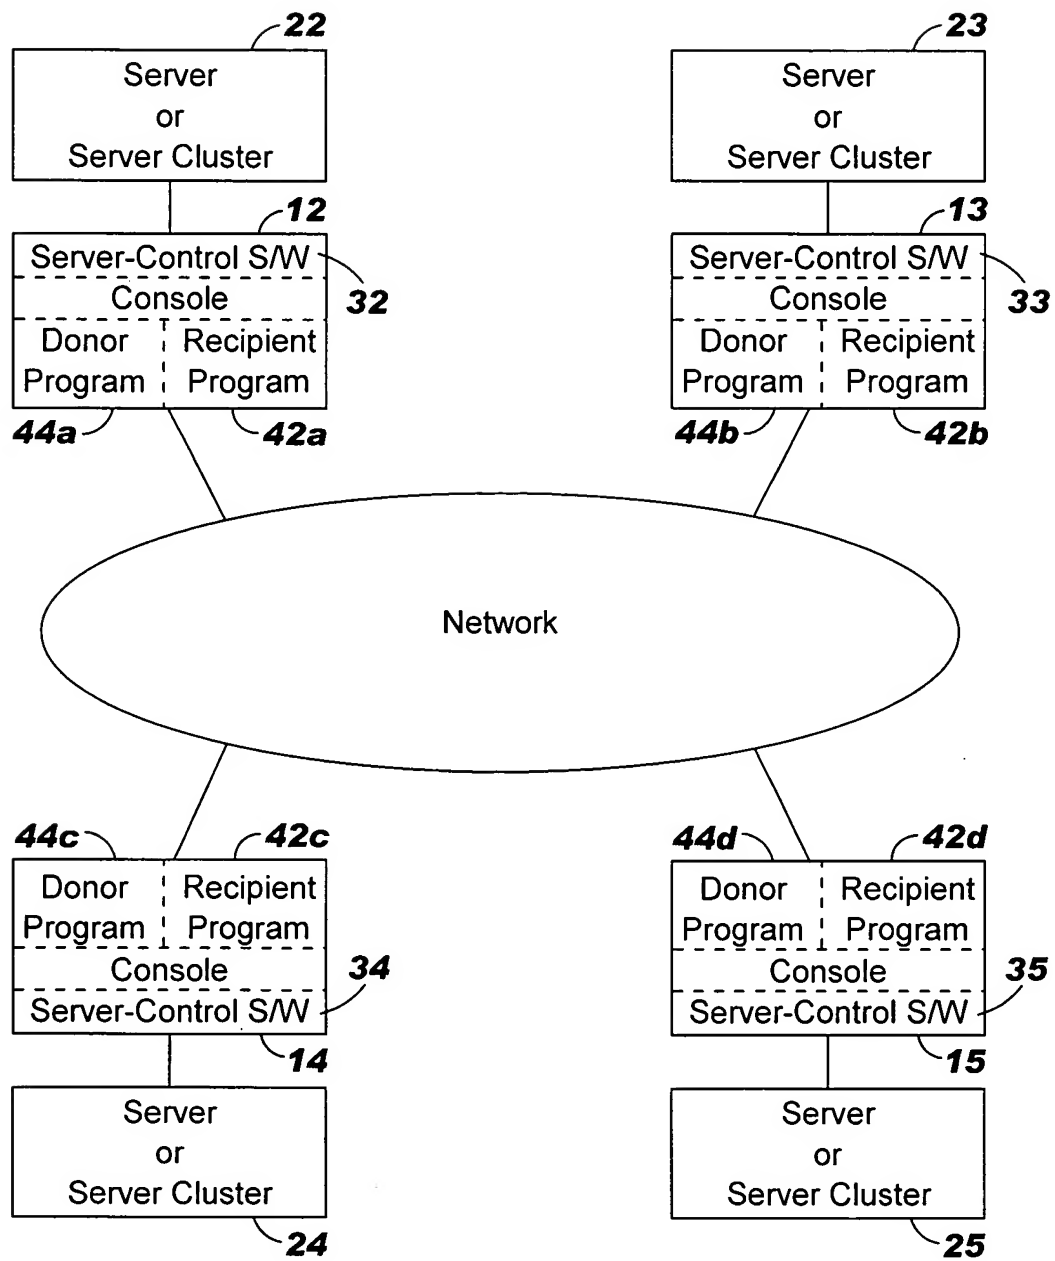 22
Server
or
Server Cluster
12
Server-Control S/W
32
Console
Donor
Program
Recipient
Program
44a
42a
23
Server
or
Server Cluster
13
Server-Control S/W
33
Console
Donor
Program
Recipient
Program
44b
42b
Network
44c
42c
Donor
Program
Recipient
Program
Console
34
Server-Control S/W
14
Server
or
Server Cluster
24
44d
42d
Donor
Program
Recipient
Program
Console
35
Server-Control S/W
15
Server
or
Server Cluster
25